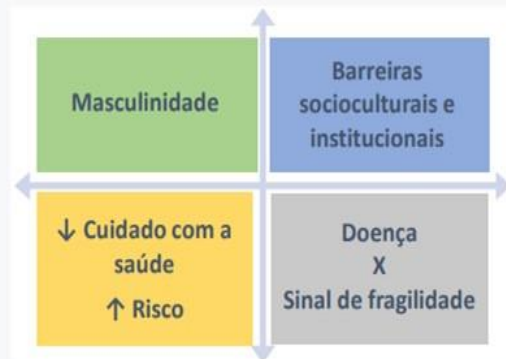 Masculinidade
Barreiras
socioculturais e
institucionais
↓ Cuidado com a
saúde
↑ Risco
Doença
X
Sinal de fragilidade